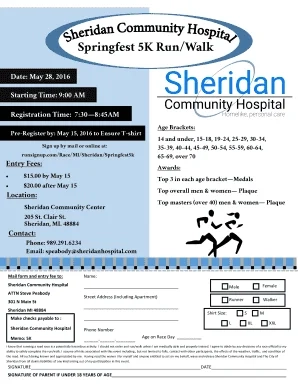 Sheridan Community Hospital
Springfest 5K Run/Walk
Date: May 28, 2016
Starting Time: 9:00 AM
Registration Time: 7:30—8:45AM
Pre-Register by: May 15, 2016 to Ensure T-shirt
Sign up by mail or online at:
runsignup.com/Race/MI/Sheridan/Springfest5k
Entry Fees:
• $15.00 by May 15
• $20.00 after May 15
Location:
Sheridan Community Center
205 St. Clair St.
Sheridan, MI. 48884
Contact:
Phone: 989.291.6234
Email: speabody@sheridanhospital.com
Sheridan
Community Hospital
homelike, personal care
Age Brackets:
14 and under, 15-18, 19-24, 25-29, 30-34,
35-39, 40-44, 45-49, 50-54, 55-59, 60-64,
65-69, over 70
Awards:
Top 3 in each age bracket—Medals
Top overall men & women— Plaque
Top masters (over 40) men & women— Plaque
Mail form and entry fee to:
Sheridan Community Hospital
ATTN Steve Peabody
301 N Main St
Sheridan MI 48884
Make checks payable to :
Sheridan Community Hospital
Memo: 5K
Name:
Street Address (including Apartment)
Phone Number
Age on Race Day
Male
Female
Runner
Walker
Shirt Size:
S
M
L
XL
XXL
SIGNATURE
DATE
SIGNATURE OF PARENT IF UNDER 18 YEARS OF AGE